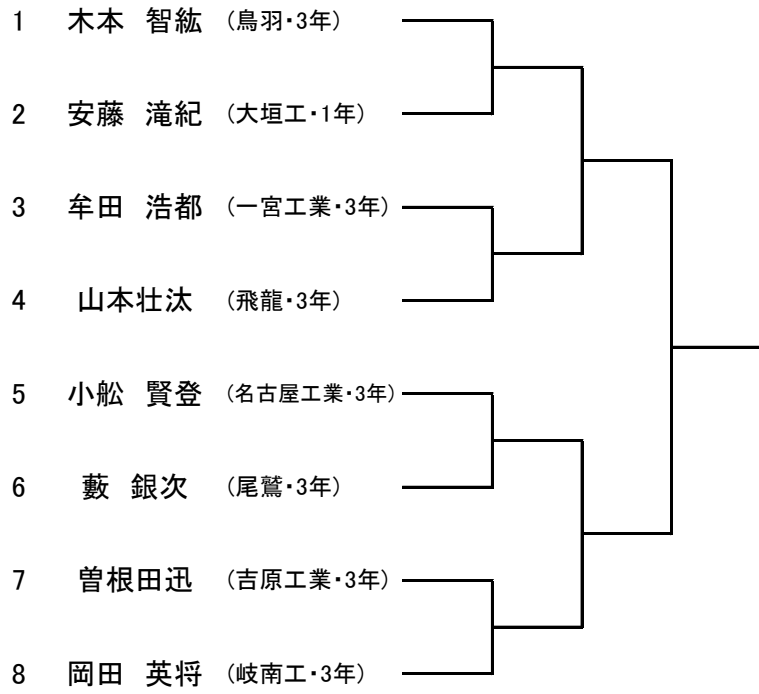 1 木本 智紘 (鳥羽・3年)
2 安藤 滝紀 (大垣工・1年)
3 牟田 浩都 (一宮工業・3年)
4 山本壮汰 (飛龍・3年)
5 小舩 賢登 (名古屋工業・3年)
6 藪 銀次 (尾鷲・3年)
7 曽根田迅 (吉原工業・3年)
8 岡田 英将 (岐南工・3年)